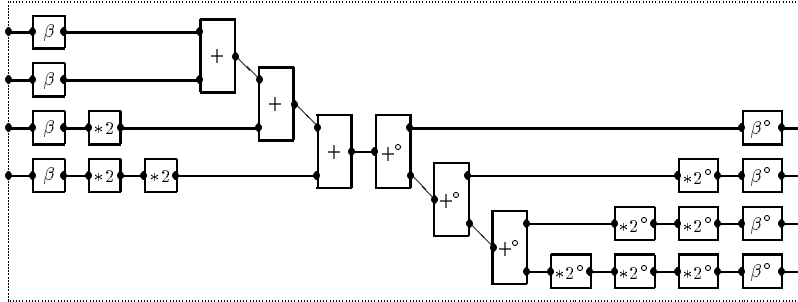 β +
β +
β *2 + +° β°
β *2 *2 +° *2° β°
+° *2° *2° β°
*2° *2° *2° β°